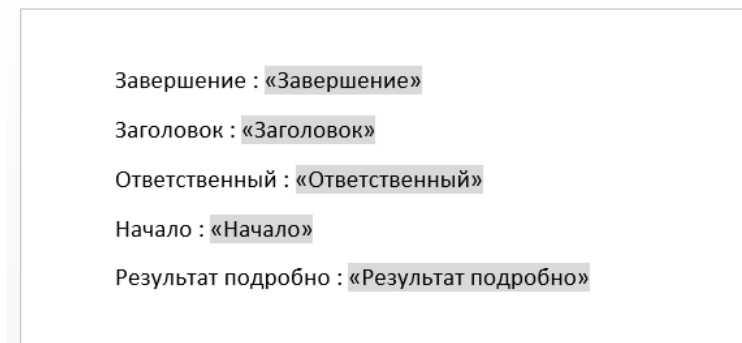 Завершение : «Завершение»
Заголовок : «Заголовок»
Ответственный : «Ответственный»
Начало : «Начало»
Результат подробно : «Результат подробно»